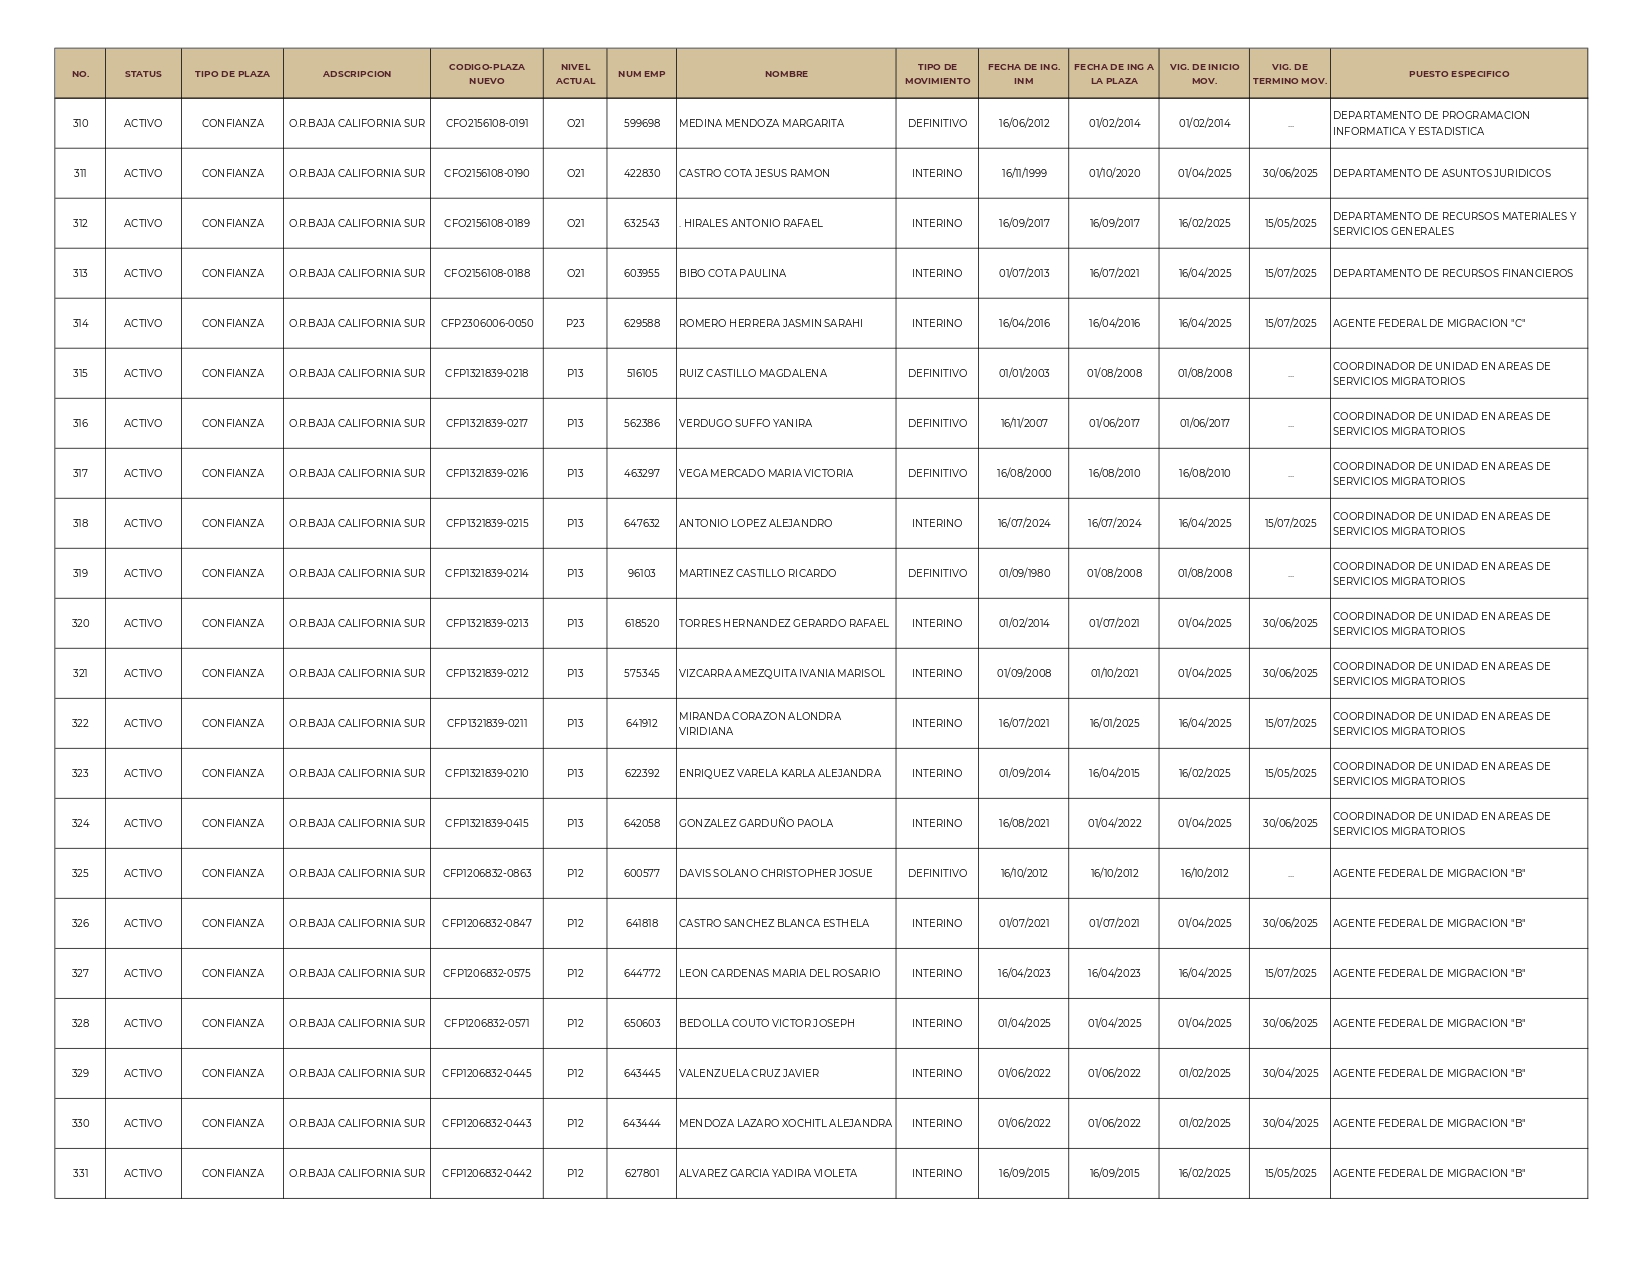 NO. STATUS TIPO DE PLAZA ADSCRIPCION CODIGO-PLAZA NUEVO NIVEL ACTUAL NUM EMP NOMBRE TIPO DE MOVIMIENTO FECHA DE ING. INM FECHA DE ING A LA PLAZA VIG. DE INICIO MOV. VIG. DE TERMINO MOV. PUESTO ESPECIFICO
310 ACTIVO CONFIANZA O.R.BAJA CALIFORNIA SUR CFO2156108-0191 O21 599698 MEDINA MENDOZA MARGARITA DEFINITIVO 16/06/2012 01/02/2014 01/02/2014 ... DEPARTAMENTO DE PROGRAMACION INFORMATICA Y ESTADISTICA
311 ACTIVO CONFIANZA O.R.BAJA CALIFORNIA SUR CFO2156108-0190 O21 422830 CASTRO COTA JESUS RAMON INTERINO 16/11/1999 01/10/2020 01/04/2025 30/06/2025 DEPARTAMENTO DE ASUNTOS JURIDICOS
312 ACTIVO CONFIANZA O.R.BAJA CALIFORNIA SUR CFO2156108-0189 O21 632543 . HIRALES ANTONIO RAFAEL INTERINO 16/09/2017 16/09/2017 16/02/2025 15/05/2025 DEPARTAMENTO DE RECURSOS MATERIALES Y SERVICIOS GENERALES
313 ACTIVO CONFIANZA O.R.BAJA CALIFORNIA SUR CFO2156108-0188 O21 603955 BIBO COTA PAULINA INTERINO 01/07/2013 16/07/2021 16/04/2025 15/07/2025 DEPARTAMENTO DE RECURSOS FINANCIEROS
314 ACTIVO CONFIANZA O.R.BAJA CALIFORNIA SUR CFP2306006-0050 P23 629588 ROMERO HERRERA JASMIN SARAHI INTERINO 16/04/2016 16/04/2016 16/04/2025 15/07/2025 AGENTE FEDERAL DE MIGRACION "C"
315 ACTIVO CONFIANZA O.R.BAJA CALIFORNIA SUR CFP1321839-0218 P13 516105 RUIZ CASTILLO MAGDALENA DEFINITIVO 01/01/2003 01/08/2008 01/08/2008 ... COORDINADOR DE UNIDAD EN AREAS DE SERVICIOS MIGRATORIOS
316 ACTIVO CONFIANZA O.R.BAJA CALIFORNIA SUR CFP1321839-0217 P13 562386 VERDUGO SUFFO YANIRA DEFINITIVO 16/11/2007 01/06/2017 01/06/2017 ... COORDINADOR DE UNIDAD EN AREAS DE SERVICIOS MIGRATORIOS
317 ACTIVO CONFIANZA O.R.BAJA CALIFORNIA SUR CFP1321839-0216 P13 463297 VEGA MERCADO MARIA VICTORIA DEFINITIVO 16/08/2000 16/08/2010 16/08/2010 ... COORDINADOR DE UNIDAD EN AREAS DE SERVICIOS MIGRATORIOS
318 ACTIVO CONFIANZA O.R.BAJA CALIFORNIA SUR CFP1321839-0215 P13 647632 ANTONIO LOPEZ ALEJANDRO INTERINO 16/07/2024 16/07/2024 16/04/2025 15/07/2025 COORDINADOR DE UNIDAD EN AREAS DE SERVICIOS MIGRATORIOS
319 ACTIVO CONFIANZA O.R.BAJA CALIFORNIA SUR CFP1321839-0214 P13 96103 MARTINEZ CASTILLO RICARDO DEFINITIVO 01/09/1980 01/08/2008 01/08/2008 ... COORDINADOR DE UNIDAD EN AREAS DE SERVICIOS MIGRATORIOS
320 ACTIVO CONFIANZA O.R.BAJA CALIFORNIA SUR CFP1321839-0213 P13 618520 TORRES HERNANDEZ GERARDO RAFAEL INTERINO 01/02/2014 01/07/2021 01/04/2025 30/06/2025 COORDINADOR DE UNIDAD EN AREAS DE SERVICIOS MIGRATORIOS
321 ACTIVO CONFIANZA O.R.BAJA CALIFORNIA SUR CFP1321839-0212 P13 575345 VIZCARRA AMEZQUITA IVANIA MARISOL INTERINO 01/09/2008 01/10/2021 01/04/2025 30/06/2025 COORDINADOR DE UNIDAD EN AREAS DE SERVICIOS MIGRATORIOS
322 ACTIVO CONFIANZA O.R.BAJA CALIFORNIA SUR CFP1321839-0211 P13 641912 MIRANDA CORAZON ALONDRA VIRIDIANA INTERINO 16/07/2021 16/01/2025 16/04/2025 15/07/2025 COORDINADOR DE UNIDAD EN AREAS DE SERVICIOS MIGRATORIOS
323 ACTIVO CONFIANZA O.R.BAJA CALIFORNIA SUR CFP1321839-0210 P13 622392 ENRIQUEZ VARELA KARLA ALEJANDRA INTERINO 01/09/2014 16/04/2015 16/02/2025 15/05/2025 COORDINADOR DE UNIDAD EN AREAS DE SERVICIOS MIGRATORIOS
324 ACTIVO CONFIANZA O.R.BAJA CALIFORNIA SUR CFP1321839-0415 P13 642058 GONZALEZ GARDUÑO PAOLA INTERINO 16/08/2021 01/04/2022 01/04/2025 30/06/2025 COORDINADOR DE UNIDAD EN AREAS DE SERVICIOS MIGRATORIOS
325 ACTIVO CONFIANZA O.R.BAJA CALIFORNIA SUR CFP1206832-0863 P12 600577 DAVIS SOLANO CHRISTOPHER JOSUE DEFINITIVO 16/10/2012 16/10/2012 16/10/2012 ... AGENTE FEDERAL DE MIGRACION "B"
326 ACTIVO CONFIANZA O.R.BAJA CALIFORNIA SUR CFP1206832-0847 P12 641818 CASTRO SANCHEZ BLANCA ESTHELA INTERINO 01/07/2021 01/07/2021 01/04/2025 30/06/2025 AGENTE FEDERAL DE MIGRACION "B"
327 ACTIVO CONFIANZA O.R.BAJA CALIFORNIA SUR CFP1206832-0575 P12 644772 LEON CARDENAS MARIA DEL ROSARIO INTERINO 16/04/2023 16/04/2023 16/04/2025 15/07/2025 AGENTE FEDERAL DE MIGRACION "B"
328 ACTIVO CONFIANZA O.R.BAJA CALIFORNIA SUR CFP1206832-0571 P12 650603 BEDOLLA COUTO VICTOR JOSEPH INTERINO 01/04/2025 01/04/2025 01/04/2025 30/06/2025 AGENTE FEDERAL DE MIGRACION "B"
329 ACTIVO CONFIANZA O.R.BAJA CALIFORNIA SUR CFP1206832-0445 P12 643445 VALENZUELA CRUZ JAVIER INTERINO 01/06/2022 01/06/2022 01/02/2025 30/04/2025 AGENTE FEDERAL DE MIGRACION "B"
330 ACTIVO CONFIANZA O.R.BAJA CALIFORNIA SUR CFP1206832-0443 P12 643444 MENDOZA LAZARO XOCHITL ALEJANDRA INTERINO 01/06/2022 01/06/2022 01/02/2025 30/04/2025 AGENTE FEDERAL DE MIGRACION "B"
331 ACTIVO CONFIANZA O.R.BAJA CALIFORNIA SUR CFP1206832-0442 P12 627801 ALVAREZ GARCIA YADIRA VIOLETA INTERINO 16/09/2015 16/09/2015 16/02/2025 15/05/2025 AGENTE FEDERAL DE MIGRACION "B"